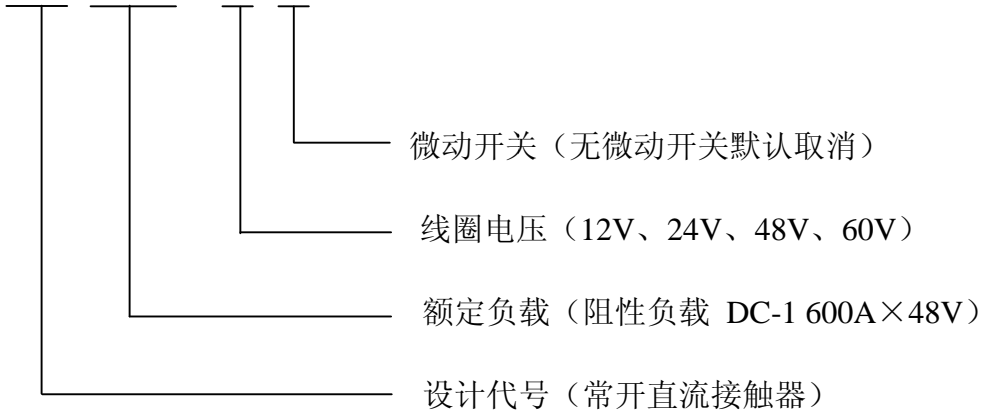 微动开关（无微动开关默认取消）
线圈电压（12V、24V、48V、60V）
额定负载（阻性负载 DC-1 600A×48V）
设计代号（常开直流接触器）